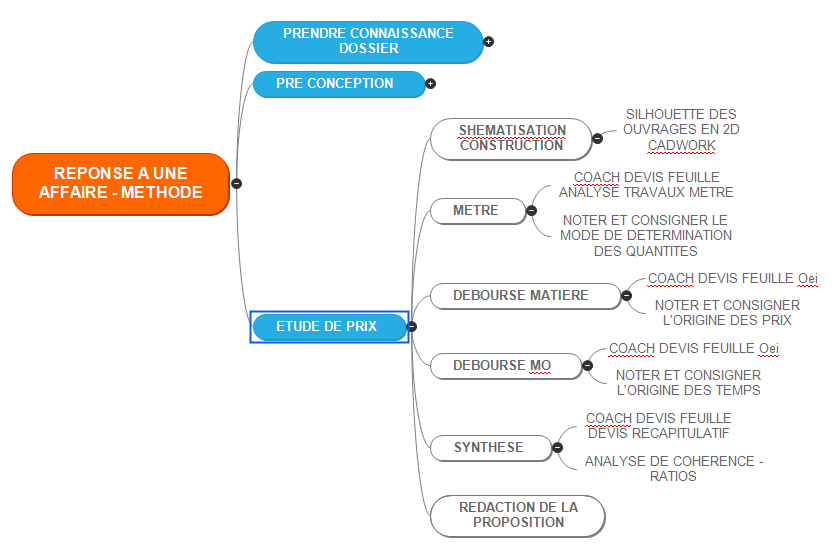 REPONSE A UNE
AFFAIRE - METHODE
PRENDRE CONNAISSANCE
DOSSIER
PRE CONCEPTION
ETUDE DE PRIX
SHEMATISATION
CONSTRUCTION
SILHOUETTE DES
OUVRAGES EN 2D
CADWORK
METRE
COACH DEVIS FEUILLE
ANALYSE TRAVAUX METRE
NOTER ET CONSIGNER LE
MODE DE DETERMINATION
DES QUANTITES
DEBOURSE MATIERE
COACH DEVIS FEUILLE Oei
NOTER ET CONSIGNER
L'ORIGINE DES PRIX
DEBOURSE MO
COACH DEVIS FEUILLE Oei
NOTER ET CONSIGNER
L'ORIGINE DES TEMPS
SYNTHESE
COACH DEVIS FEUILLE
DEVIS RECAPITULATIF
ANALYSE DE COHERENCE -
RATIOS
REDACTION DE LA
PROPOSITION